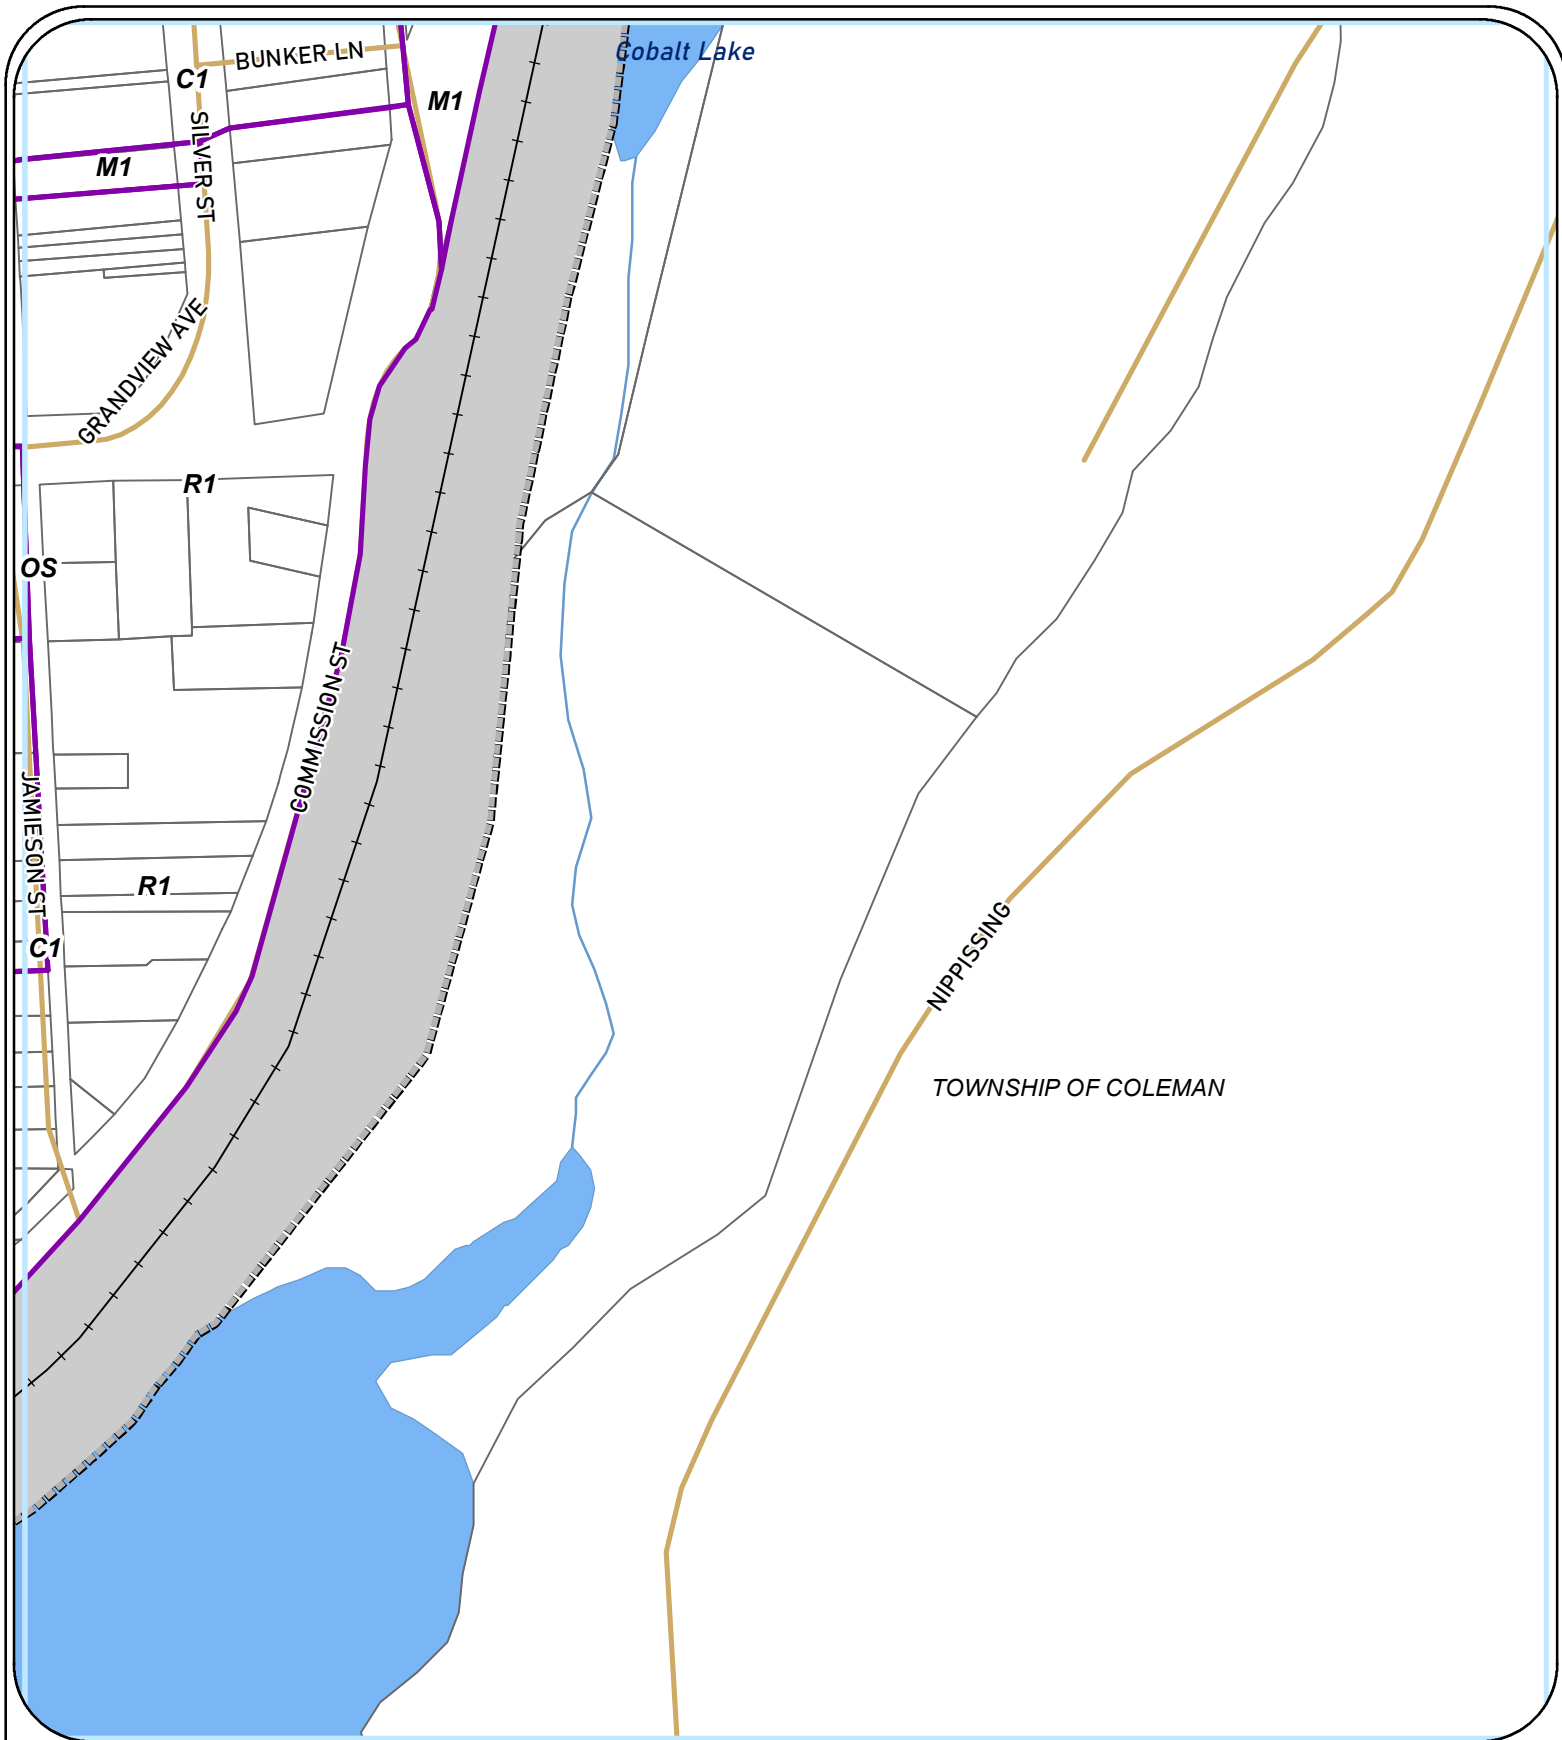 Cobalt Lake
BUNKER LN
C1
M1
SILVER ST
M1
GRANDVIEW AVE
R1
OS
COMMISSION ST
JAMIESON ST
R1
C1
NIPPISSING
TOWNSHIP OF COLEMAN